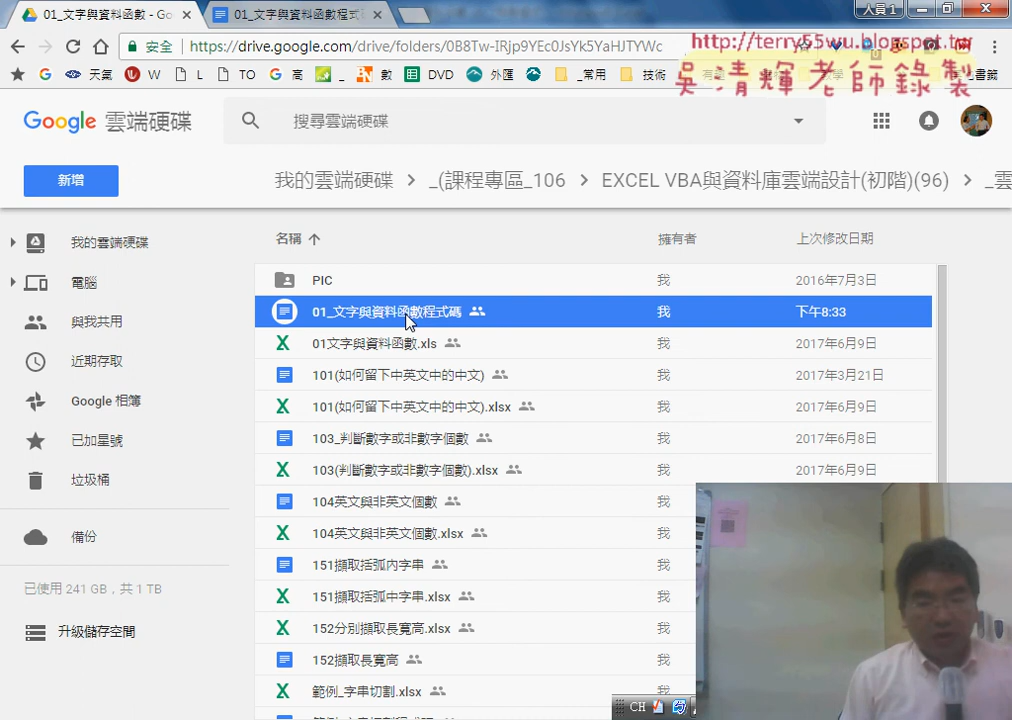 01_文字與資料函數 - Go
01_文字與資料函數程式
人員 1
安全
https://drive.google.com/drive/folders/0B8Tw-IRjp9YEc0JsYk5YaHJTYWc
http://terry55wu.blogspot.tw
吳清輝老師錄製
天氣
W
L
TO
高
數
DVD
外匯
_常用
技術
Google 雲端硬碟
搜尋雲端硬碟
新增
我的雲端硬碟 > _(課程專區_106 > EXCEL VBA與資料庫雲端設計(初階)(96) > _雲
我的雲端硬碟
電腦
與我共用
近期存取
Google 相簿
已加星號
垃圾桶
備份
已使用 241 GB，共 1 TB
升級儲存空間
名稱 擁有者 上次修改日期
PIC 我 2016年7月3日
01_文字與資料函數程式碼 我 下午8:33
01文字與資料函數.xls 我 2017年6月9日
101(如何留下中英文中的中文) 我 2017年3月21日
101(如何留下中英文中的中文).xlsx 我 2017年6月9日
103_判斷數字或非數字個數 我 2017年6月8日
103(判斷數字或非數字個數).xlsx 我 2017年6月9日
104英文與非英文個數 我
104英文與非英文個數.xlsx 我
151擷取括弧內字串 我
151擷取括弧中字串.xlsx 我
152分別擷取長寬高.xlsx 我
152擷取長寬高 我
範例_字串切割.xlsx 我
CH